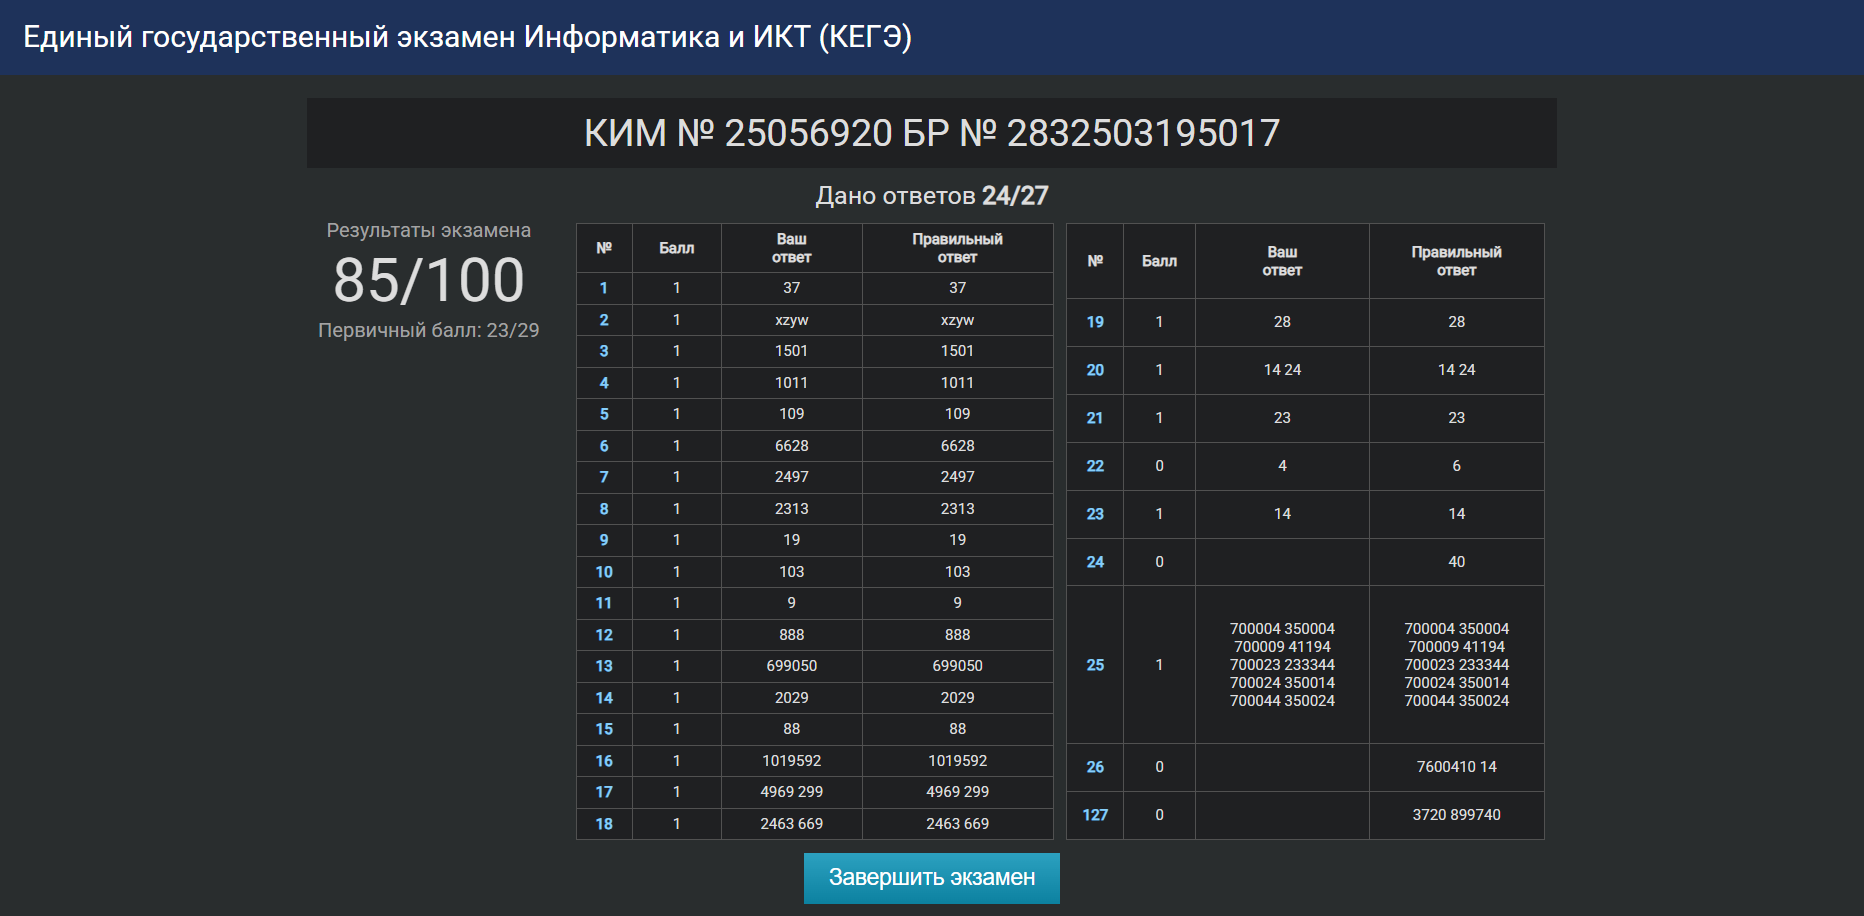 Единый государственный экзамен Информатика и ИКТ (КЕГЭ)
КИМ № 25056920 БР № 2832503195017
Дано ответов 24/27
Результаты экзамена
85/100
Первичный балл: 23/29
№ Балл Ваш ответ Правильный ответ
1 1 37 37
2 1 xzyw xzyw
3 1 1501 1501
4 1 1011 1011
5 1 109 109
6 1 6628 6628
7 1 2497 2497
8 1 2313 2313
9 1 19 19
10 1 103 103
11 1 9 9
12 1 888 888
13 1 699050 699050
14 1 2029 2029
15 1 88 88
16 1 1019592 1019592
17 1 4969 299 4969 299
18 1 2463 669 2463 669
№ Балл Ваш ответ Правильный ответ
19 1 28 28
20 1 14 24 14 24
21 1 23 23
22 0 4 6
23 1 14 14
24 0 40
700004 350004 700004 350004
700009 41194 700009 41194
25 1 700023 233344 700023 233344
700024 350014 700024 350014
700044 350024 700044 350024
26 0 7600410 14
127 0 3720 899740
Завершить экзамен